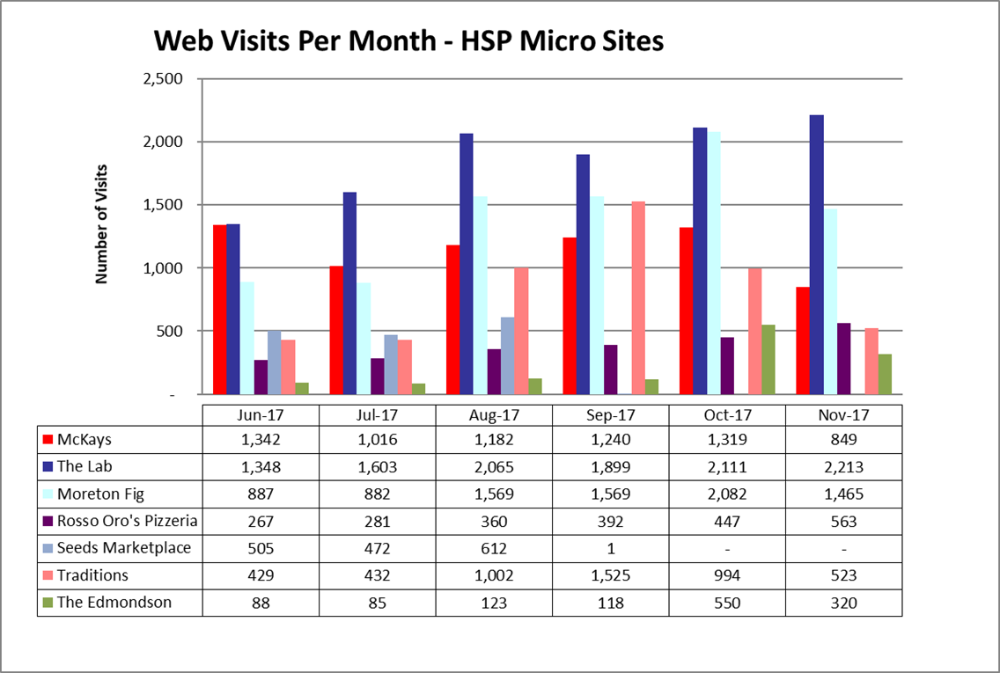 Web Visits Per Month - HSP Micro Sites
2,500
2,000
1,500
1,000
500
-
Number of Visits
Jun-17 Jul-17 Aug-17 Sep-17 Oct-17 Nov-17
McKays 1,342 1,016 1,182 1,240 1,319 849
The Lab 1,348 1,603 2,065 1,899 2,111 2,213
Moreton Fig 887 882 1,569 1,569 2,082 1,465
Rosso Oro's Pizzeria 267 281 360 392 447 563
Seeds Marketplace 505 472 612 1 - -
Traditions 429 432 1,002 1,525 994 523
The Edmondson 88 85 123 118 550 320